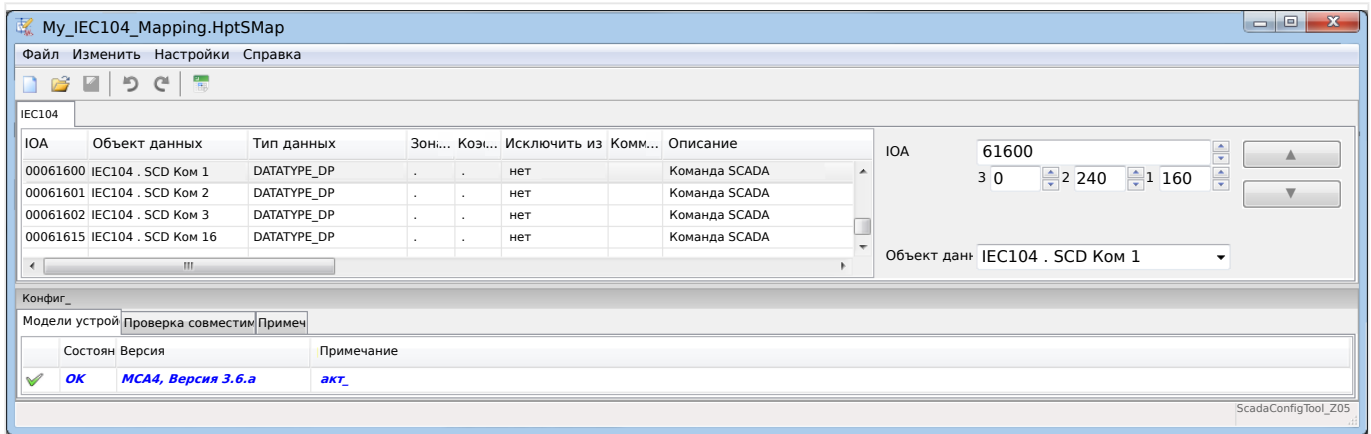 My_IEC104_Mapping.HptSMap
Файл Изменить Настройки Справка
IEC104
IOA Объект данных Тип данных Зона... Коэ... Исключить из Комм... Описание
00061600 IEC104 . SCD Ком 1 DATATYPE_DP . . нет Команда SCADA
00061601 IEC104 . SCD Ком 2 DATATYPE_DP . . нет Команда SCADA
00061602 IEC104 . SCD Ком 3 DATATYPE_DP . . нет Команда SCADA
00061615 IEC104 . SCD Ком 16 DATATYPE_DP . . нет Команда SCADA
IOA 61600
3 0 2 240 1 160
Объект данн IEC104 . SCD Ком 1
Конфиг_
Модели устрой Проверка совместим Примеч
Состоян Версия Примечание
OK MCA4, Версия 3.6.a акт_
ScadaConfigTool_Z05